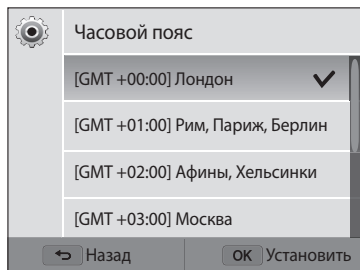 Часовой пояс
[GMT +00:00] Лондон
[GMT +01:00] Рим, Париж, Берлин
[GMT +02:00] Афины, Хельсинки
[GMT +03:00] Москва
Назад OK Установить